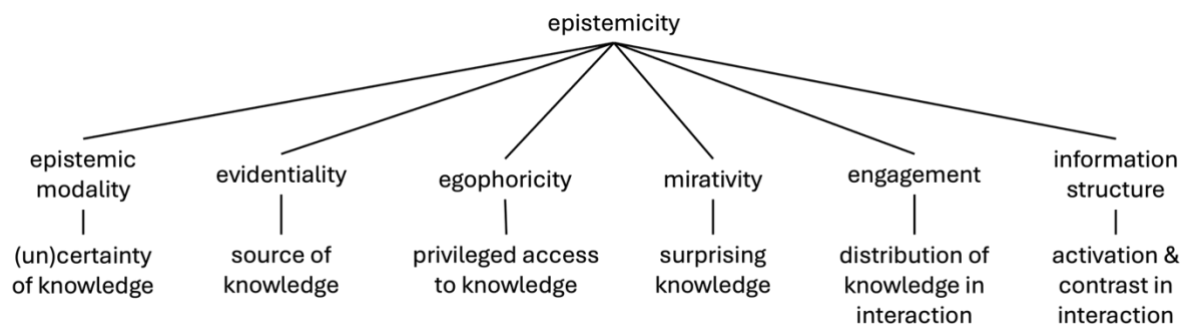 epistemicity
epistemic
modality
evidentiality
egophoricity
mirativity
engagement
information
structure
(un)certainty
of knowledge
source of
knowledge
privileged access
to knowledge
surprising
knowledge
distribution of
knowledge in
interaction
activation &
contrast in
interaction